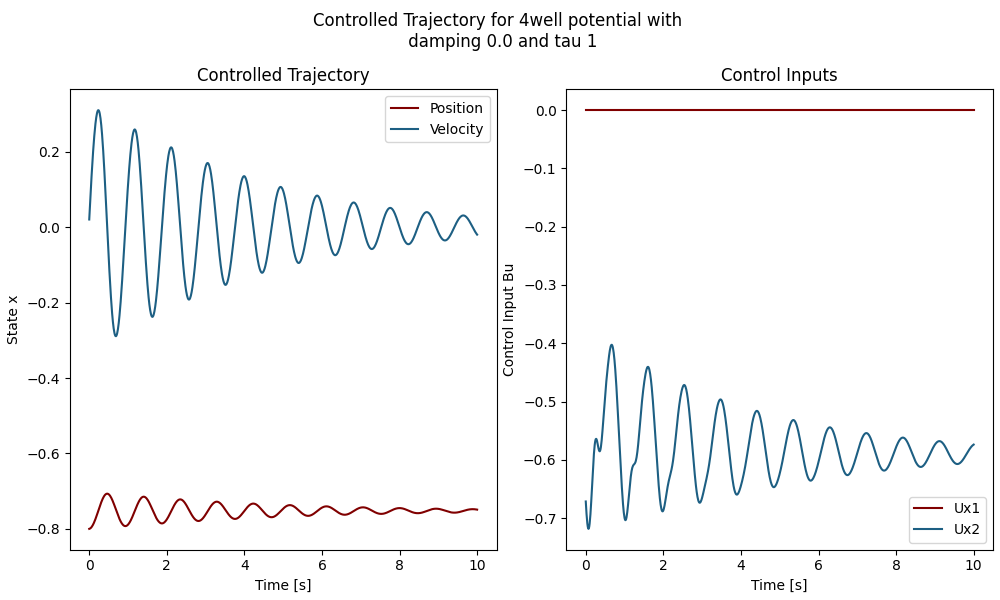 Controlled Trajectory for 4well potential with
damping 0.0 and tau 1
Controlled Trajectory
Position
Velocity
0.2
0.0
−0.2
−0.4
−0.6
−0.8
State x
0
2
4
6
8
10
Time [s]
Control Inputs
0.0
−0.1
−0.2
−0.3
−0.4
−0.5
−0.6
−0.7
Control Input Bu
Ux1
Ux2
0
2
4
6
8
10
Time [s]